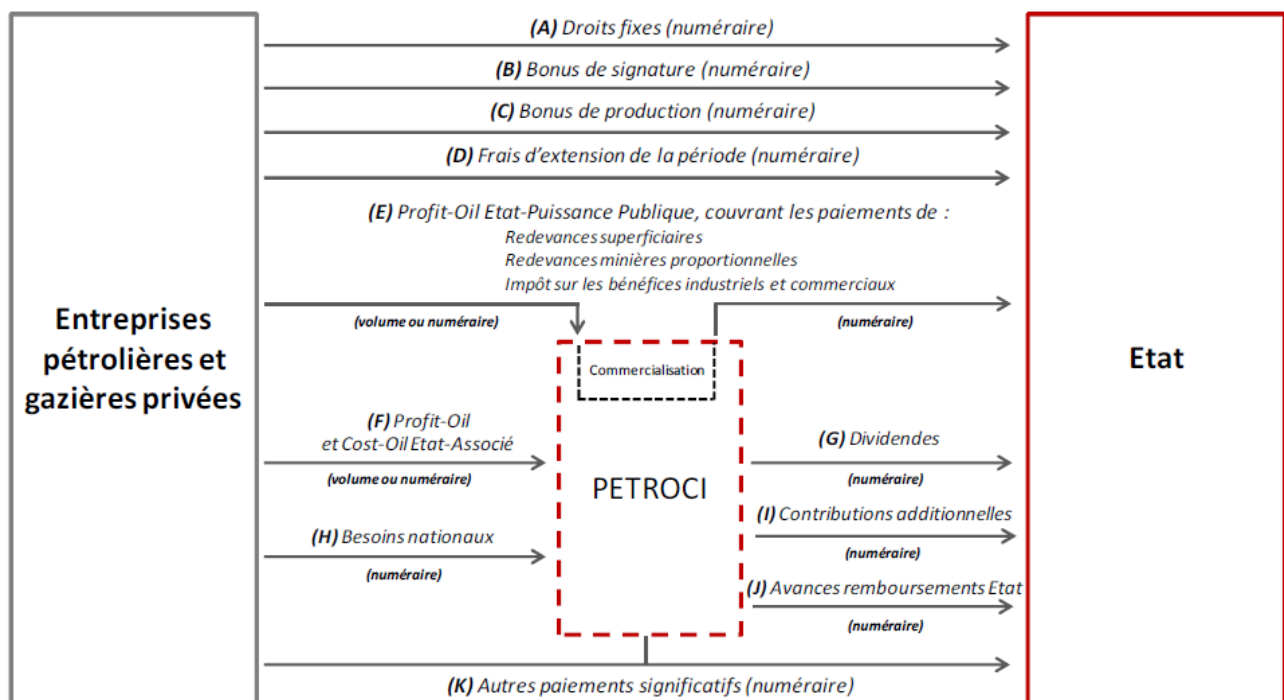 (A) Droits fixes (numéraire)
(B) Bonus de signature (numéraire)
(C) Bonus de production (numéraire)
(D) Frais d'extension de la période (numéraire)
(E) Profit-Oil Etat-Puissance Publique, couvrant les paiements de :
Redevances superficiaires
Redevances minières proportionnelles
Impôt sur les bénéfices industriels et commerciaux
(volume ou numéraire)
(numéraire)
Entreprises
pétrolières et
gazières privées
Commercialisation
Etat
(F) Profit-Oil
et Cost-Oil Etat-Associé
(volume ou numéraire)
(G) Dividendes
(numéraire)
PETROCI
(H) Besoins nationaux
(numéraire)
(I) Contributions additionnelles
(numéraire)
(J) Avances remboursements Etat
(numéraire)
(K) Autres paiements significatifs (numéraire)